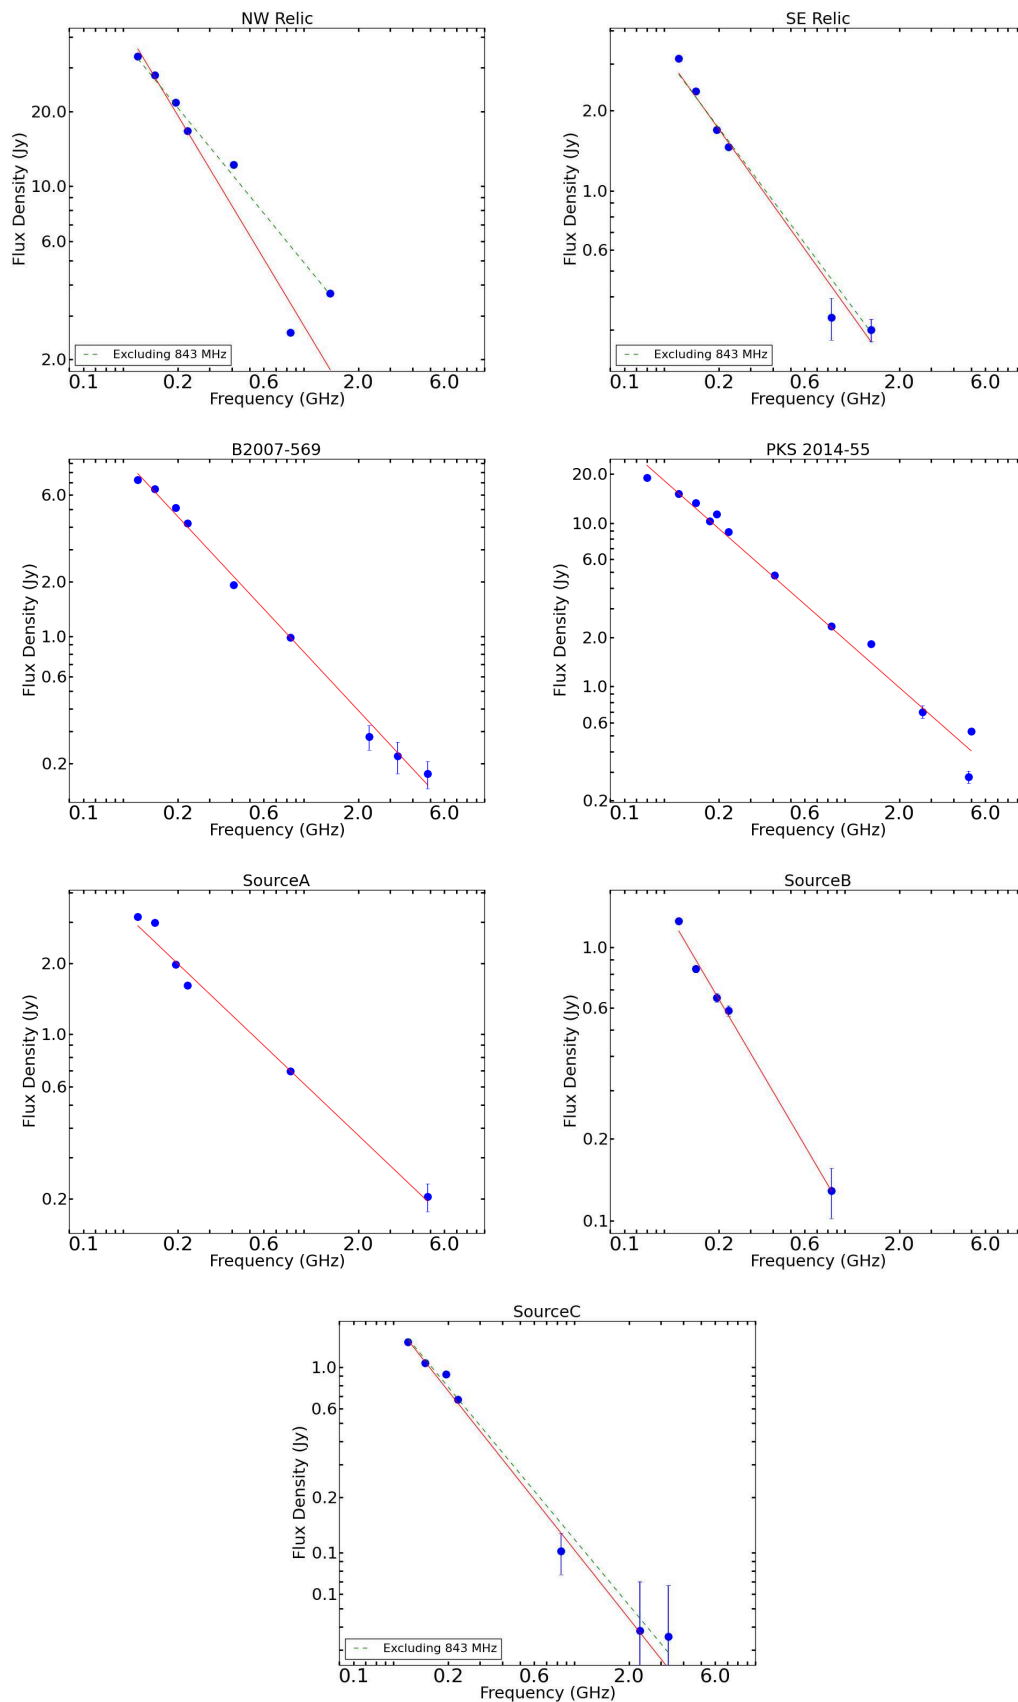 NW Relic
Flux Density (Jy)
20.0
10.0
6.0
2.0
Excluding 843 MHz
0.1 0.2 0.6 2.0 6.0
Frequency (GHz)
SE Relic
Flux Density (Jy)
2.0
1.0
0.6
Excluding 843 MHz
0.1 0.2 0.6 2.0 6.0
Frequency (GHz)
B2007-569
Flux Density (Jy)
6.0
2.0
1.0
0.6
0.2
0.1 0.2 0.6 2.0 6.0
Frequency (GHz)
PKS 2014-55
Flux Density (Jy)
20.0
10.0
6.0
2.0
1.0
0.6
0.2
0.1 0.2 0.6 2.0 6.0
Frequency (GHz)
SourceA
Flux Density (Jy)
2.0
1.0
0.6
0.2
0.1 0.2 0.6 2.0 6.0
Frequency (GHz)
SourceB
Flux Density (Jy)
1.0
0.6
0.2
0.1
0.1 0.2 0.6 2.0 6.0
Frequency (GHz)
SourceC
Flux Density (Jy)
1.0
0.6
0.2
0.1
0.1
Excluding 843 MHz
0.1 0.2 0.6 2.0 6.0
Frequency (GHz)